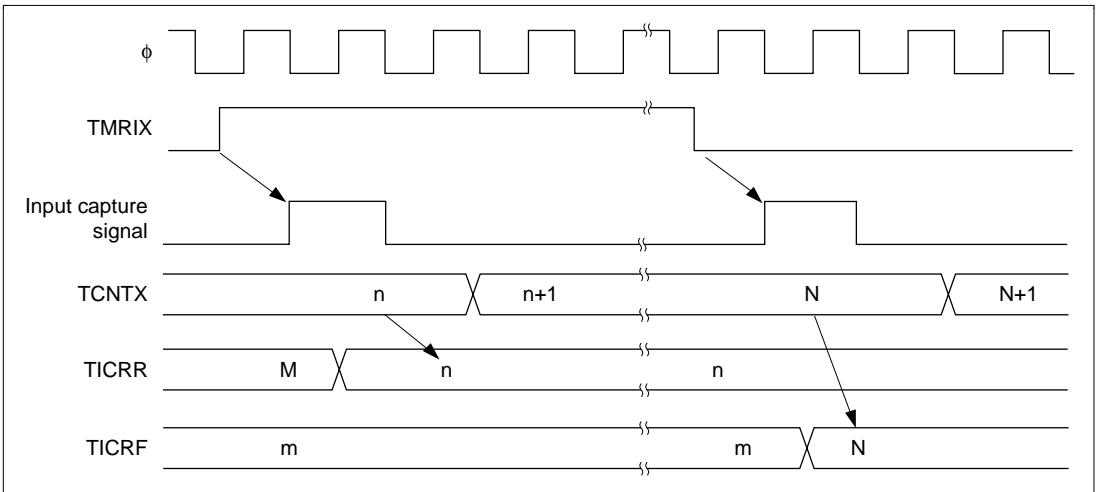 ϕ
TMRIX
Input capture
signal
TCNTX
n
n+1
N
N+1
TICRR
M
n
n
TICRF
m
m
N